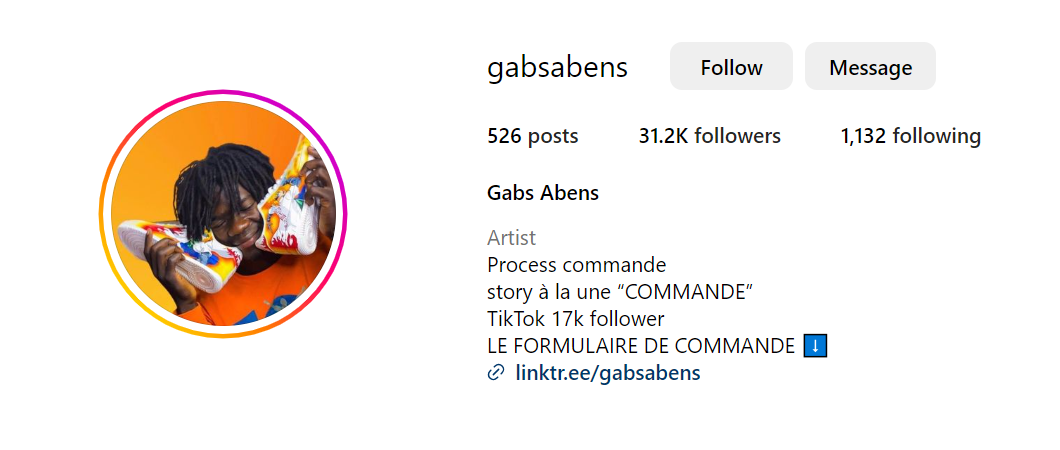 gabsabens Follow Message
526 posts 31.2K followers 1,132 following
Gabs Abens
Artist
Process commande
story à la une “COMMANDE”
TikTok 17k follower
LE FORMULAIRE DE COMMANDE ⬇️
linktr.ee/gabsabens